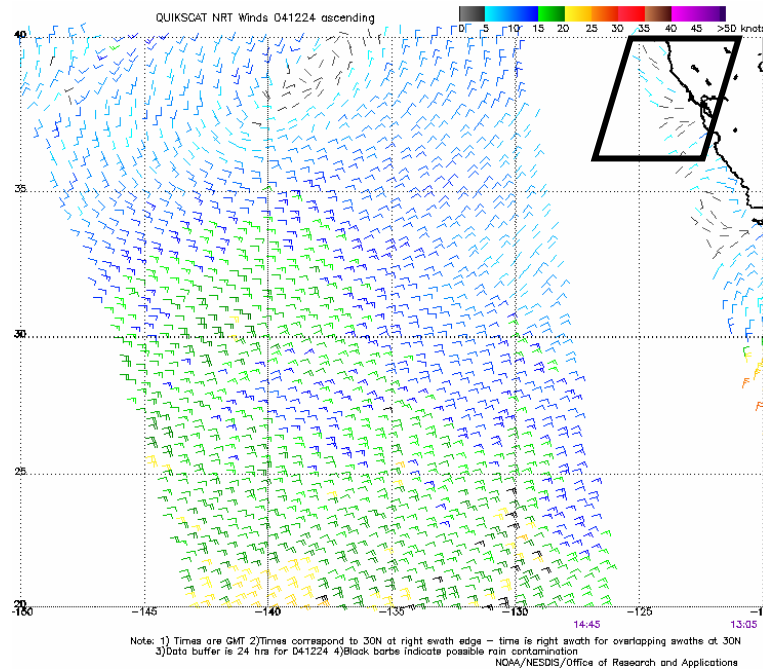 QUIKSCAT NRT Winds 041224 ascending
0 5 10 15 20 25 30 35 40 45 >50 knots
40
35
30
25
20
-150 -145 -140 -135 -130 -125
14:45 13:05
Note: 1) Times are GMT 2)Times correspond to 30N at right swath edge - time is right swath for overlapping swaths at 30N
3)Data buffer is 24 hrs for 041224 4)Black barbs indicate possible rain contamination
NOAA/NESDIS/Office of Research and Applications